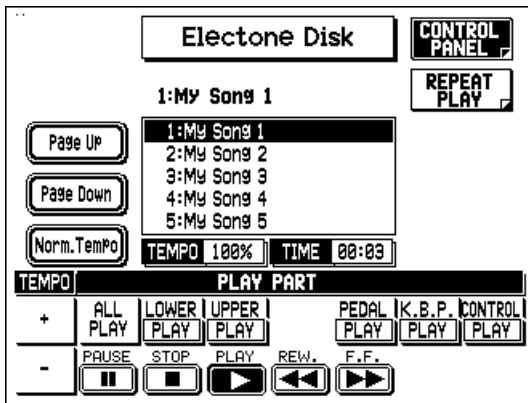 Electone Disk
CONTROL PANEL
REPEAT PLAY
1:My Song 1
Page Up
Page Down
Norm.Tempo
1:My Song 1
2:My Song 2
3:My Song 3
4:My Song 4
5:My Song 5
TEMPO 100% TIME 00:03
TEMPO PLAY PART
+ ALL PLAY LOWER PLAY UPPER PLAY PEDAL PLAY K.B.P. PLAY CONTROL PLAY
- PAUSE STOP PLAY REW. F.F.